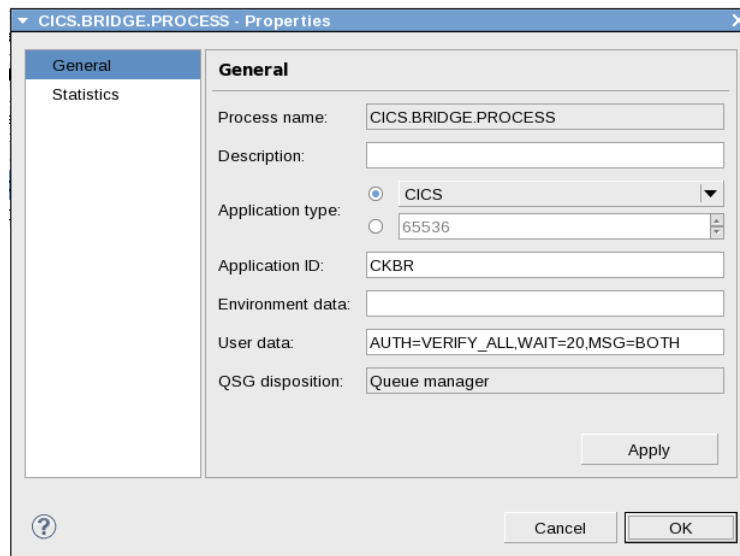 CICS.BRIDGE.PROCESS - Properties
General
Statistics
General
Process name: CICS.BRIDGE.PROCESS
Description:
Application type: CICS
65536
Application ID: CKBR
Environment data:
User data: AUTH=VERIFY_ALL,WAIT=20,MSG=BOTH
QSG disposition: Queue manager
Apply
? Cancel OK